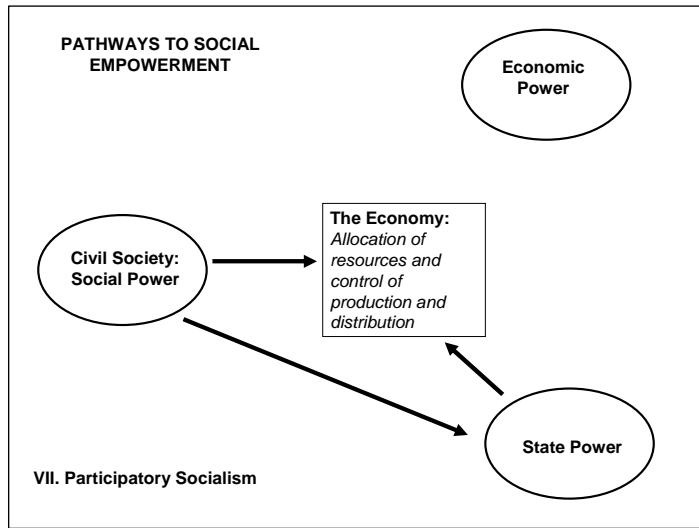 PATHWAYS TO SOCIAL
EMPOWERMENT
Economic
Power
The Economy:
Allocation of
resources and
control of
production and
distribution
Civil Society:
Social Power
State Power
VII. Participatory Socialism